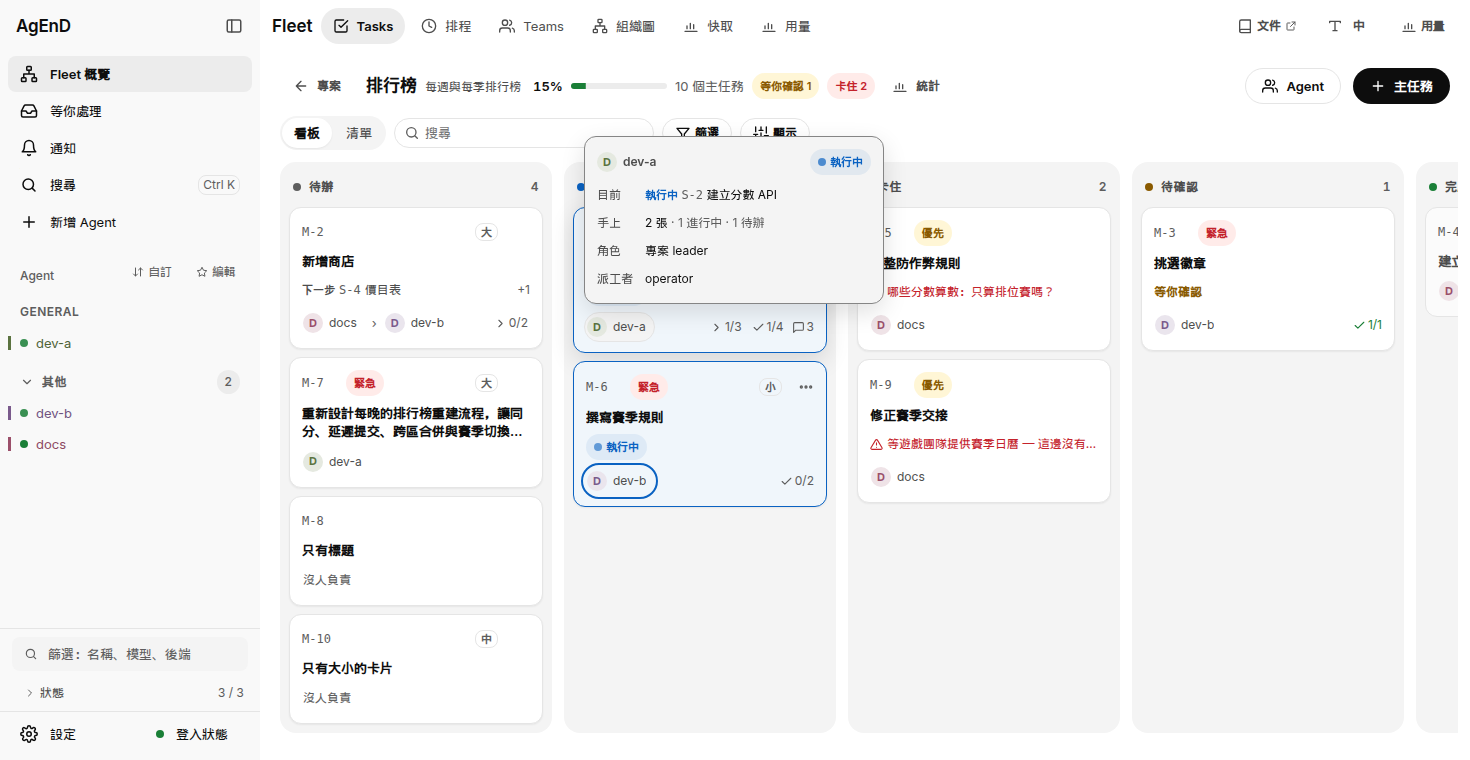 AgEnD
Fleet 概覽
等你處理
通知
搜尋
Ctrl K
新增 Agent
Agent
自訂
編輯
GENERAL
dev-a
其他
2
dev-b
docs
篩選：名稱、模型、後端
狀態
3 / 3
設定
登入狀態
Fleet
Tasks
排程
Teams
組織圖
快取
用量
文件
中
用量
專案
排行榜
每週與每季排行榜
15%
10 個主任務
等你確認 1
卡住 2
統計
Agent
主任務
看板
清單
搜尋
篩選
顯示
待辦
4
M-2
大
新增商店
下一步 S-4 價目表
+1
D docs
D dev-b
0/2
M-7
緊急
大
重新設計每晚的排行榜重建流程，讓同
分、延遲提交、跨區合併與賽季切換…
D dev-a
M-8
只有標題
沒人負責
M-10
中
只有大小的卡片
沒人負責
D dev-a
執行中
目前
執行中 S-2 建立分數 API
手上
2 張 · 1 進行中 · 1 待辦
角色
專案 leader
派工者
operator
D dev-a
1/3
1/4
3
M-6
緊急
小
撰寫賽季規則
執行中
D dev-b
0/2
卡住
2
5
優先
整防作弊規則
哪些分數算數：只算排位賽嗎？
D docs
M-9
優先
修正賽季交接
等遊戲團隊提供賽季日曆 — 這邊沒有…
D docs
待確認
1
M-3
緊急
挑選徽章
等你確認
D dev-b
1/1
完
M-4
建立
D